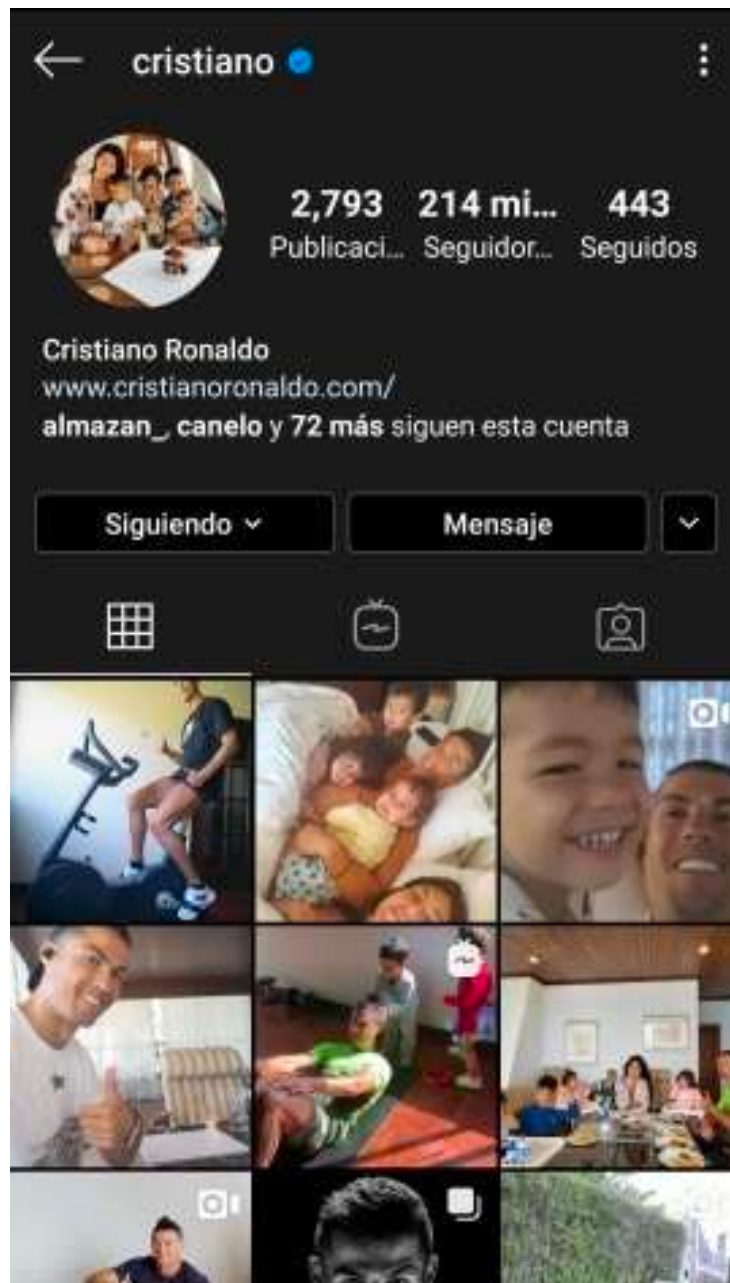 cristiano
2,793 214 mi... 443
Publicaci... Seguidor... Seguidos
Cristiano Ronaldo
www.cristianoronaldo.com/
almazan_, canelo y 72 más siguen esta cuenta
Siguiendo Mensaje